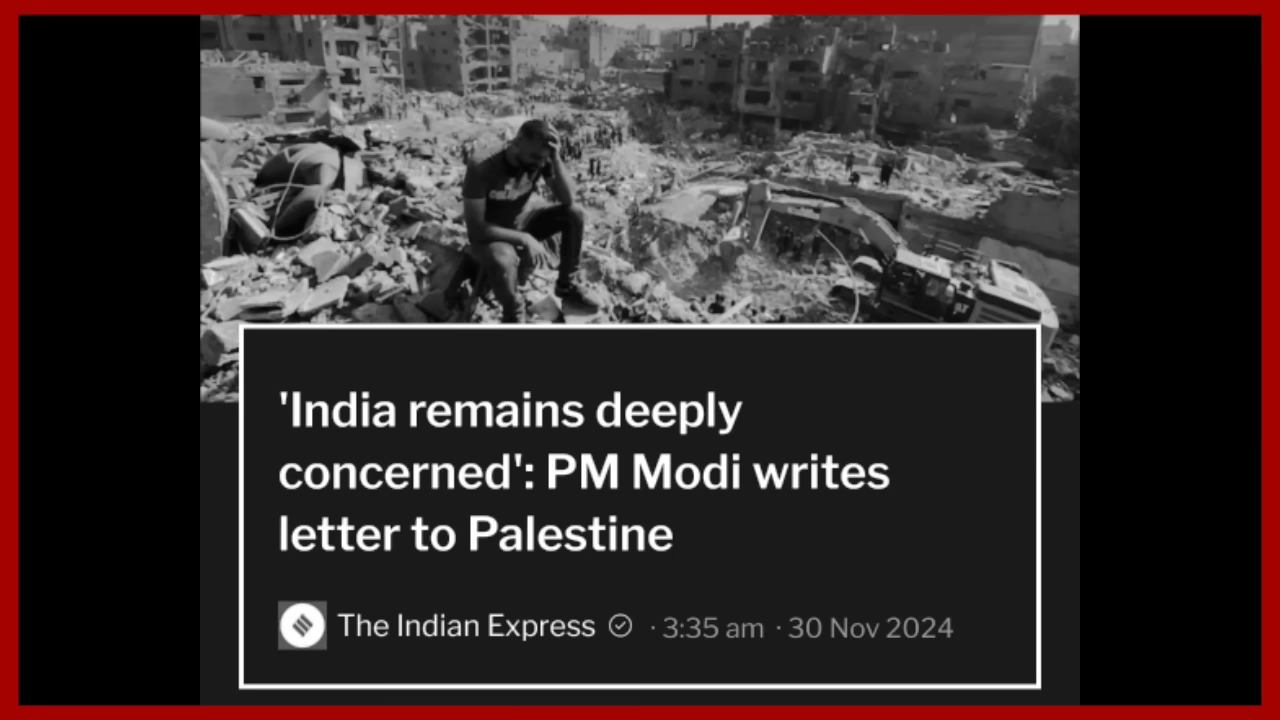 'India remains deeply
concerned': PM Modi writes
letter to Palestine
The Indian Express · 3:35 am · 30 Nov 2024